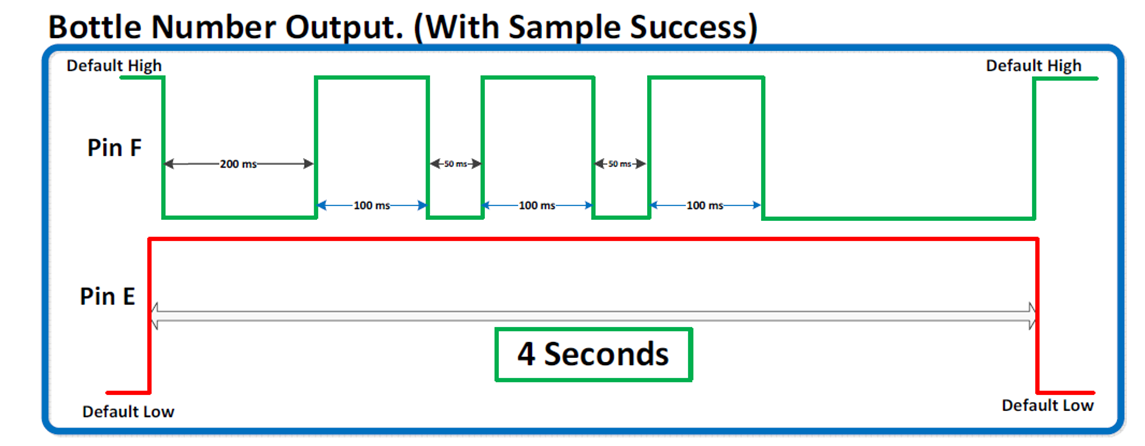 Bottle Number Output. (With Sample Success)
Default High
Default High
Pin F
200 ms
50 ms
50 ms
100 ms
100 ms
100 ms
Pin E
4 Seconds
Default Low
Default Low